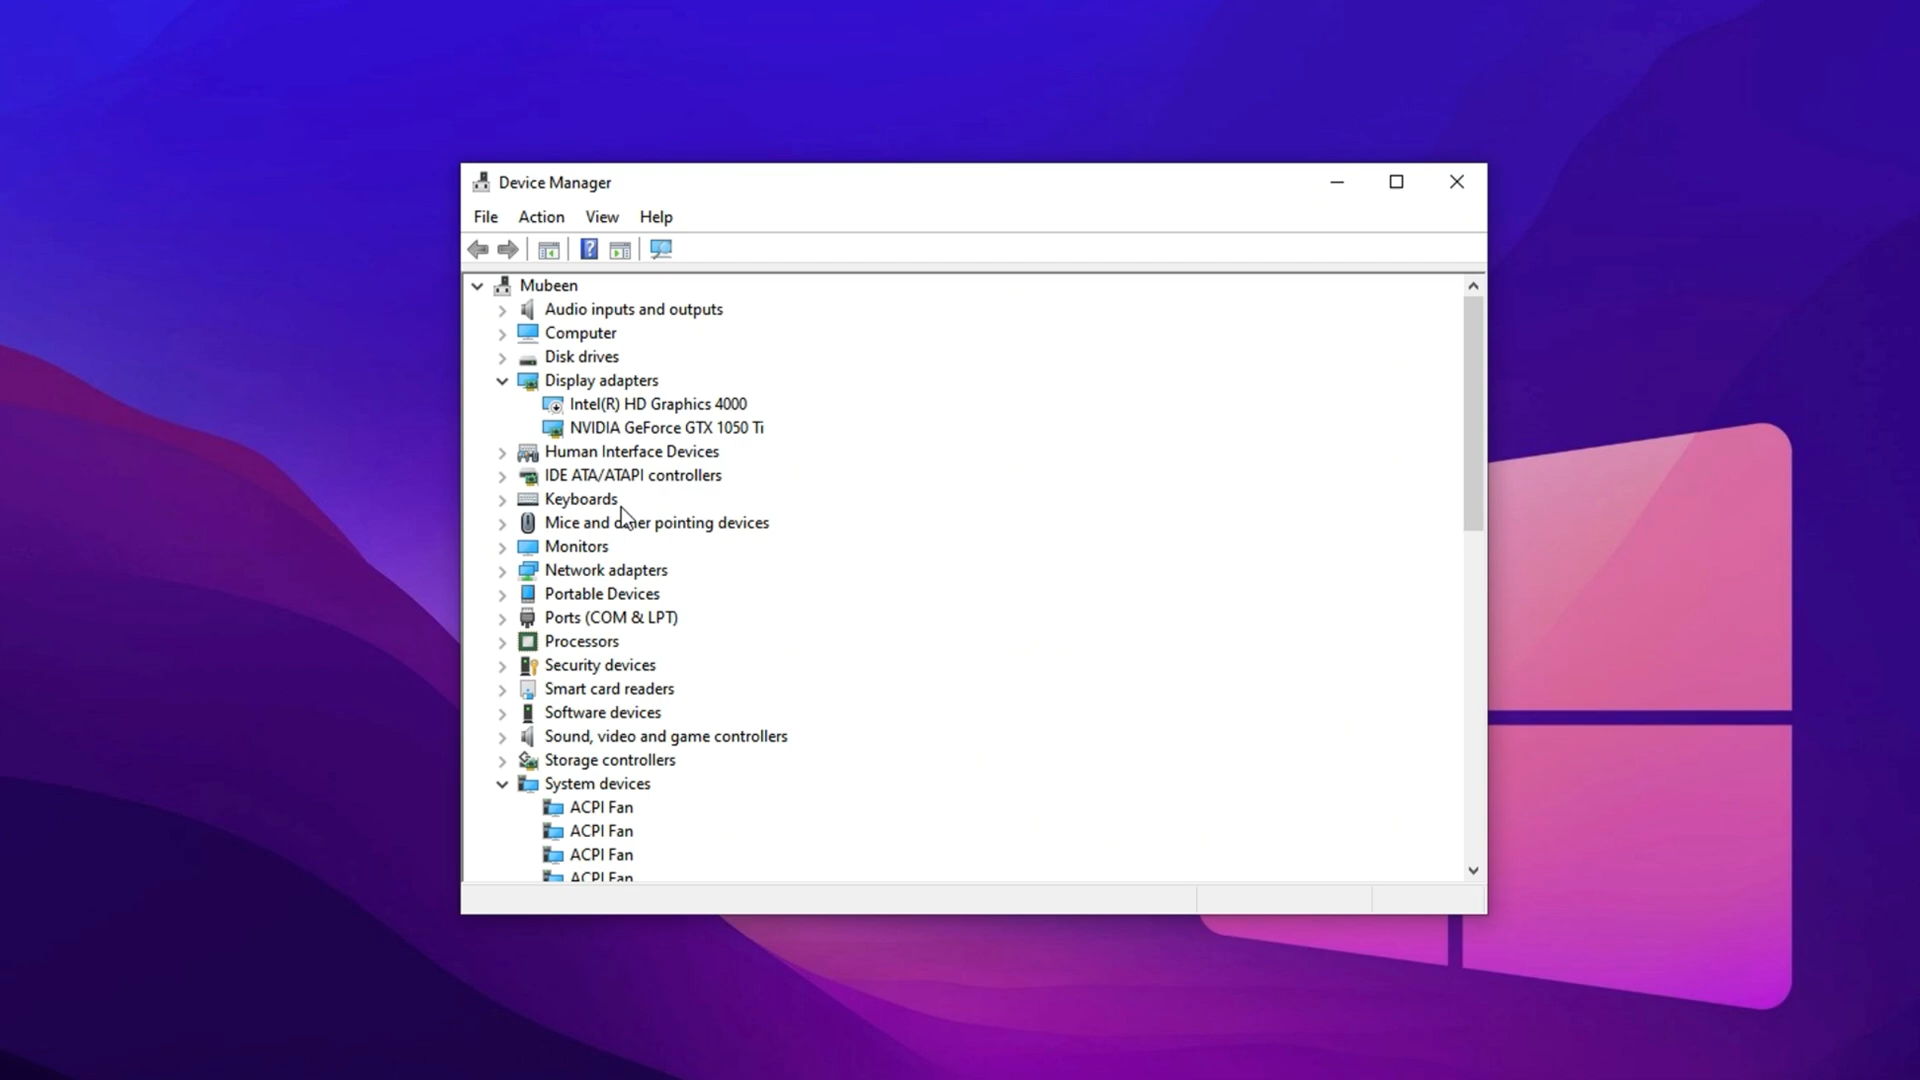 Device Manager
File Action View Help
Mubeen
Audio inputs and outputs
Computer
Disk drives
Display adapters
Intel(R) HD Graphics 4000
NVIDIA GeForce GTX 1050 Ti
Human Interface Devices
IDE ATA/ATAPI controllers
Keyboards
Mice and other pointing devices
Monitors
Network adapters
Portable Devices
Ports (COM & LPT)
Processors
Security devices
Smart card readers
Software devices
Sound, video and game controllers
Storage controllers
System devices
ACPI Fan
ACPI Fan
ACPI Fan
ACPI Fan